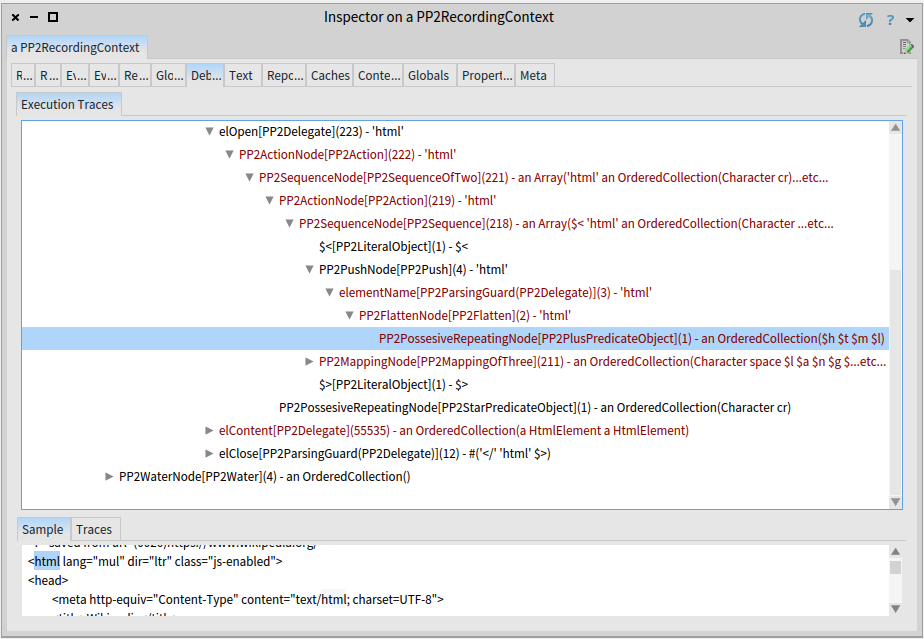 Inspector on a PP2RecordingContext
?
a PP2RecordingContext
R... R... E\... Ev... Re... Glo... Deb... Text Repc... Caches Conte... Globals Propert... Meta
Execution Traces
elOpen[PP2Delegate](223) - 'html'
PP2ActionNode[PP2Action](222) - 'html'
PP2SequenceNode[PP2SequenceOfTwo](221) - an Array('html' an OrderedCollection(Character cr)...etc...
PP2ActionNode[PP2Action](219) - 'html'
PP2SequenceNode[PP2Sequence](218) - an Array($< 'html' an OrderedCollection(Character ...etc...
$<[PP2LiteralObject](1) - $<
PP2PushNode[PP2Push](4) - 'html'
elementName[PP2ParsingGuard(PP2Delegate)](3) - 'html'
PP2FlattenNode[PP2Flatten](2) - 'html'
PP2PossesiveRepeatingNode[PP2PlusPredicateObject](1) - an OrderedCollection($h $t $m $l)
PP2MappingNode[PP2MappingOfThree](211) - an OrderedCollection(Character space $l $a $n $g $...etc...
$>[PP2LiteralObject](1) - $>
PP2PossesiveRepeatingNode[PP2StarPredicateObject](1) - an OrderedCollection(Character cr)
elContent[PP2Delegate](55535) - an OrderedCollection(a HtmlElement a HtmlElement)
elClose[PP2ParsingGuard(PP2Delegate)](12) - #('</' 'html' $>)
PP2WaterNode[PP2Water](4) - an OrderedCollection()
Sample Traces
<html lang="mul" dir="ltr" class="js-enabled">
<head>
<meta http-equiv="Content-Type" content="text/html; charset=UTF-8">